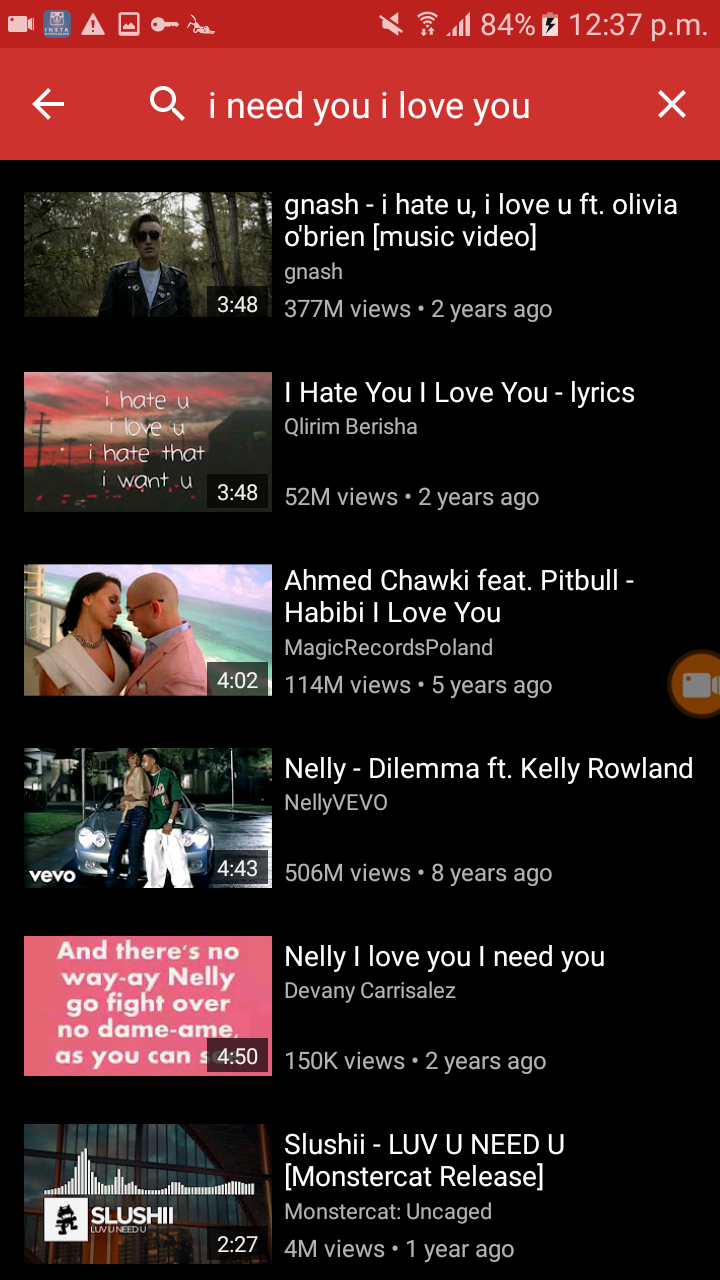 INSTA
84% 12:37 p.m.
i need you i love you
gnash - i hate u, i love u ft. olivia
o'brien [music video]
gnash
377M views • 2 years ago
3:48
i hate u
i love u
i hate that
i want u
3:48
I Hate You I Love You - lyrics
Qlirim Berisha
52M views • 2 years ago
4:02
Ahmed Chawki feat. Pitbull -
Habibi I Love You
MagicRecordsPoland
114M views • 5 years ago
vevo
4:43
Nelly - Dilemma ft. Kelly Rowland
NellyVEVO
506M views • 8 years ago
And there's no
way-ay Nelly
go fight over
no dame-ame,
as you can
4:50
Nelly I love you I need you
Devany Carrisalez
150K views • 2 years ago
SLUSHII
LUV U NEED U
2:27
Slushii - LUV U NEED U
[Monstercat Release]
Monstercat: Uncaged
4M views • 1 year ago